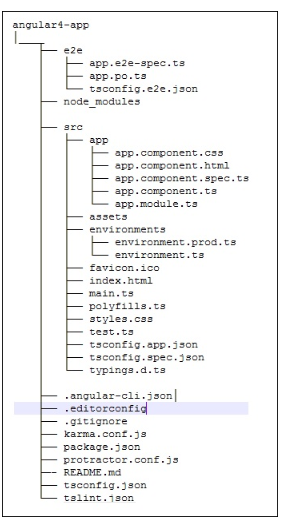 angular4-app
e2e
app.e2e-spec.ts
app.po.ts
tsconfig.e2e.json
node_modules
src
app
app.component.css
app.component.html
app.component.spec.ts
app.component.ts
app.module.ts
assets
environments
environment.prod.ts
environment.ts
favicon.ico
index.html
main.ts
polyfills.ts
styles.css
test.ts
tsconfig.app.json
tsconfig.spec.json
typings.d.ts
.angular-cli.json
.editorconfig
.gitignore
karma.conf.js
package.json
protractor.conf.js
README.md
tsconfig.json
tslint.json